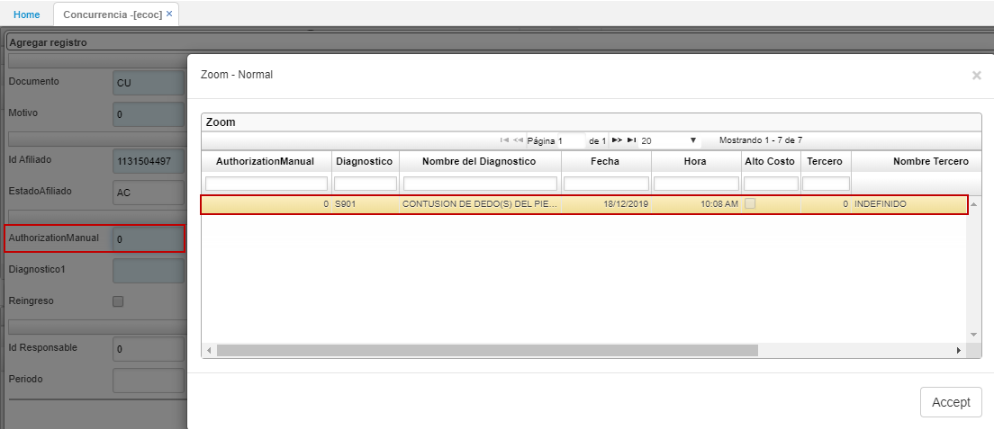 Home Concurrencia -[ecoc] ×
Agregar registro
Documento CU
Motivo 0
Id Afiliado 1131504497
EstadoAfiliado AC
AuthorizationManual 0
Diagnostico1
Reingreso
Id Responsable 0
Periodo
Zoom - Normal ×
Zoom
Página 1 de 1 20 Mostrando 1 - 7 de 7
AuthorizationManual Diagnostico Nombre del Diagnostico Fecha Hora Alto Costo Tercero Nombre Tercero
0 S901 CONTUSION DE DEDO(S) DEL PIE... 18/12/2019 10:08 AM 0 INDEFINIDO
Accept